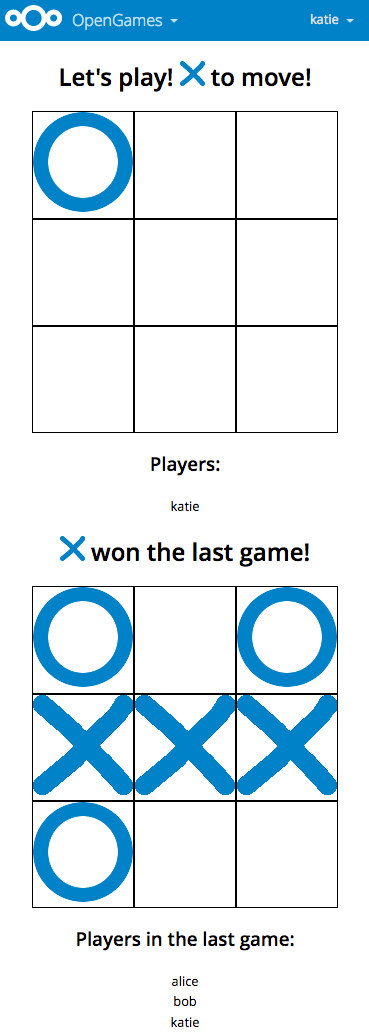 OpenGames
katie
Let's play! X to move!
Players:
katie
X won the last game!
Players in the last game:
alice
bob
katie